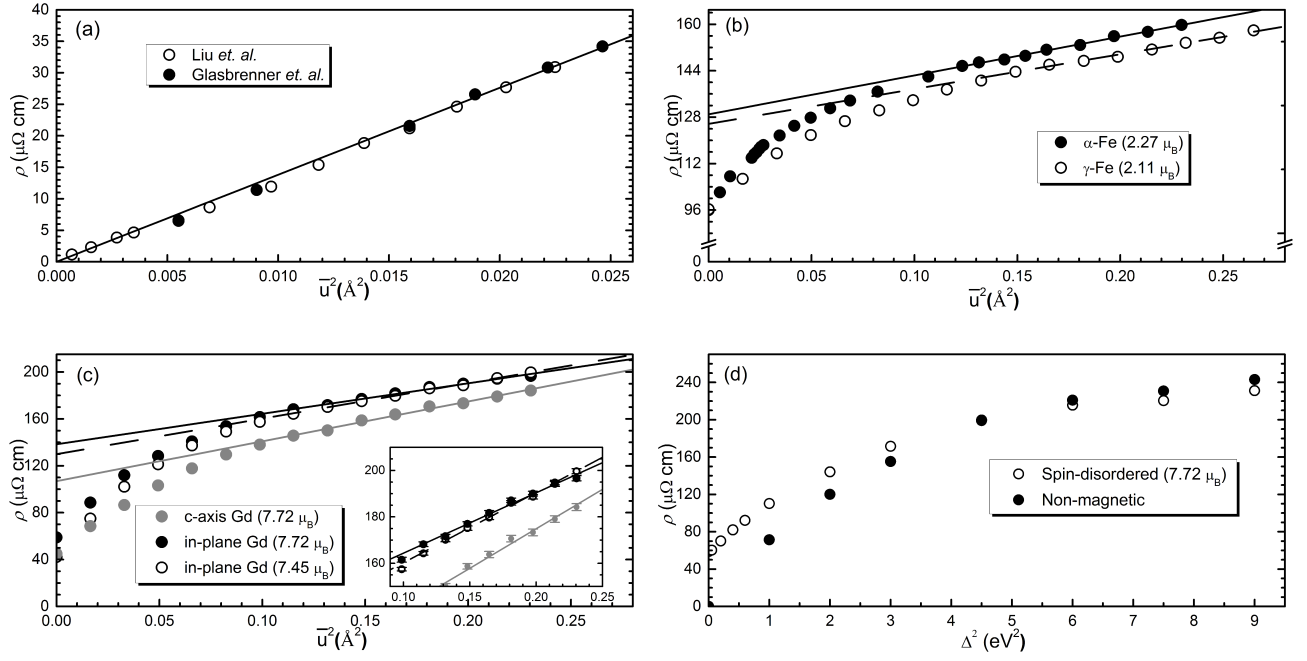 (a)
Liu et. al.
Glasbrenner et. al.
ρ (μΩ cm)
40
35
30
25
20
15
10
5
0
0.000 0.005 0.010 0.015 0.020 0.025
u̅²(Å²)
(b)
α-Fe (2.27 μB)
γ-Fe (2.11 μB)
ρ (μΩ cm)
160
144
128
112
96
0
0.00 0.05 0.10 0.15 0.20 0.25
u̅²(Å²)
(c)
c-axis Gd (7.72 μB)
in-plane Gd (7.72 μB)
in-plane Gd (7.45 μB)
ρ (μΩ cm)
200
160
120
80
40
0
200
180
160
0.10 0.15 0.20 0.25
0.00 0.05 0.10 0.15 0.20 0.25
u̅²(Å²)
(d)
Spin-disordered (7.72 μB)
Non-magnetic
ρ (μΩ cm)
240
200
160
120
80
40
0
0 1 2 3 4 5 6 7 8 9
Δ² (eV²)